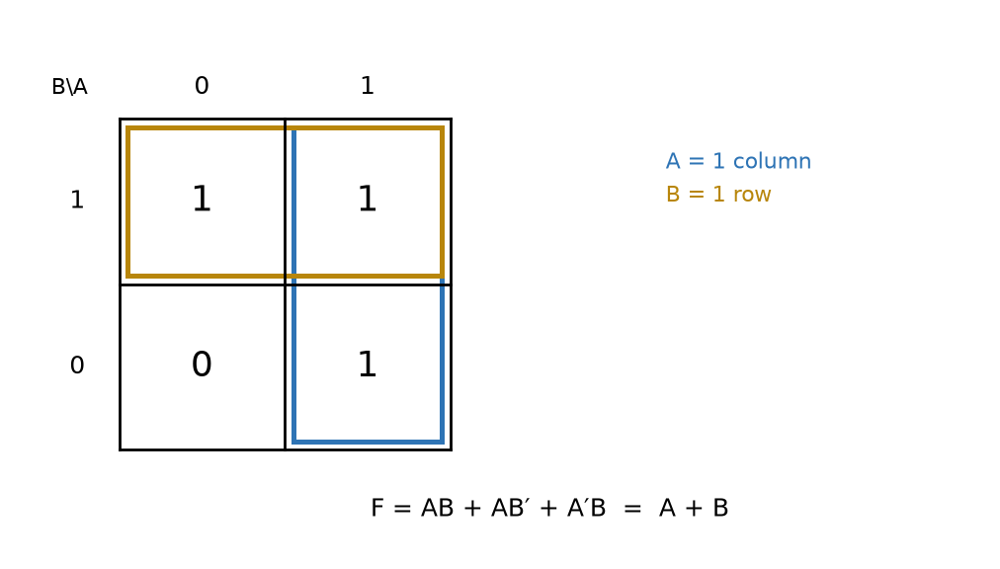 B\A 0 1
1 1 1
A = 1 column
B = 1 row
0 0 1
F = AB + AB′ + A′B = A + B